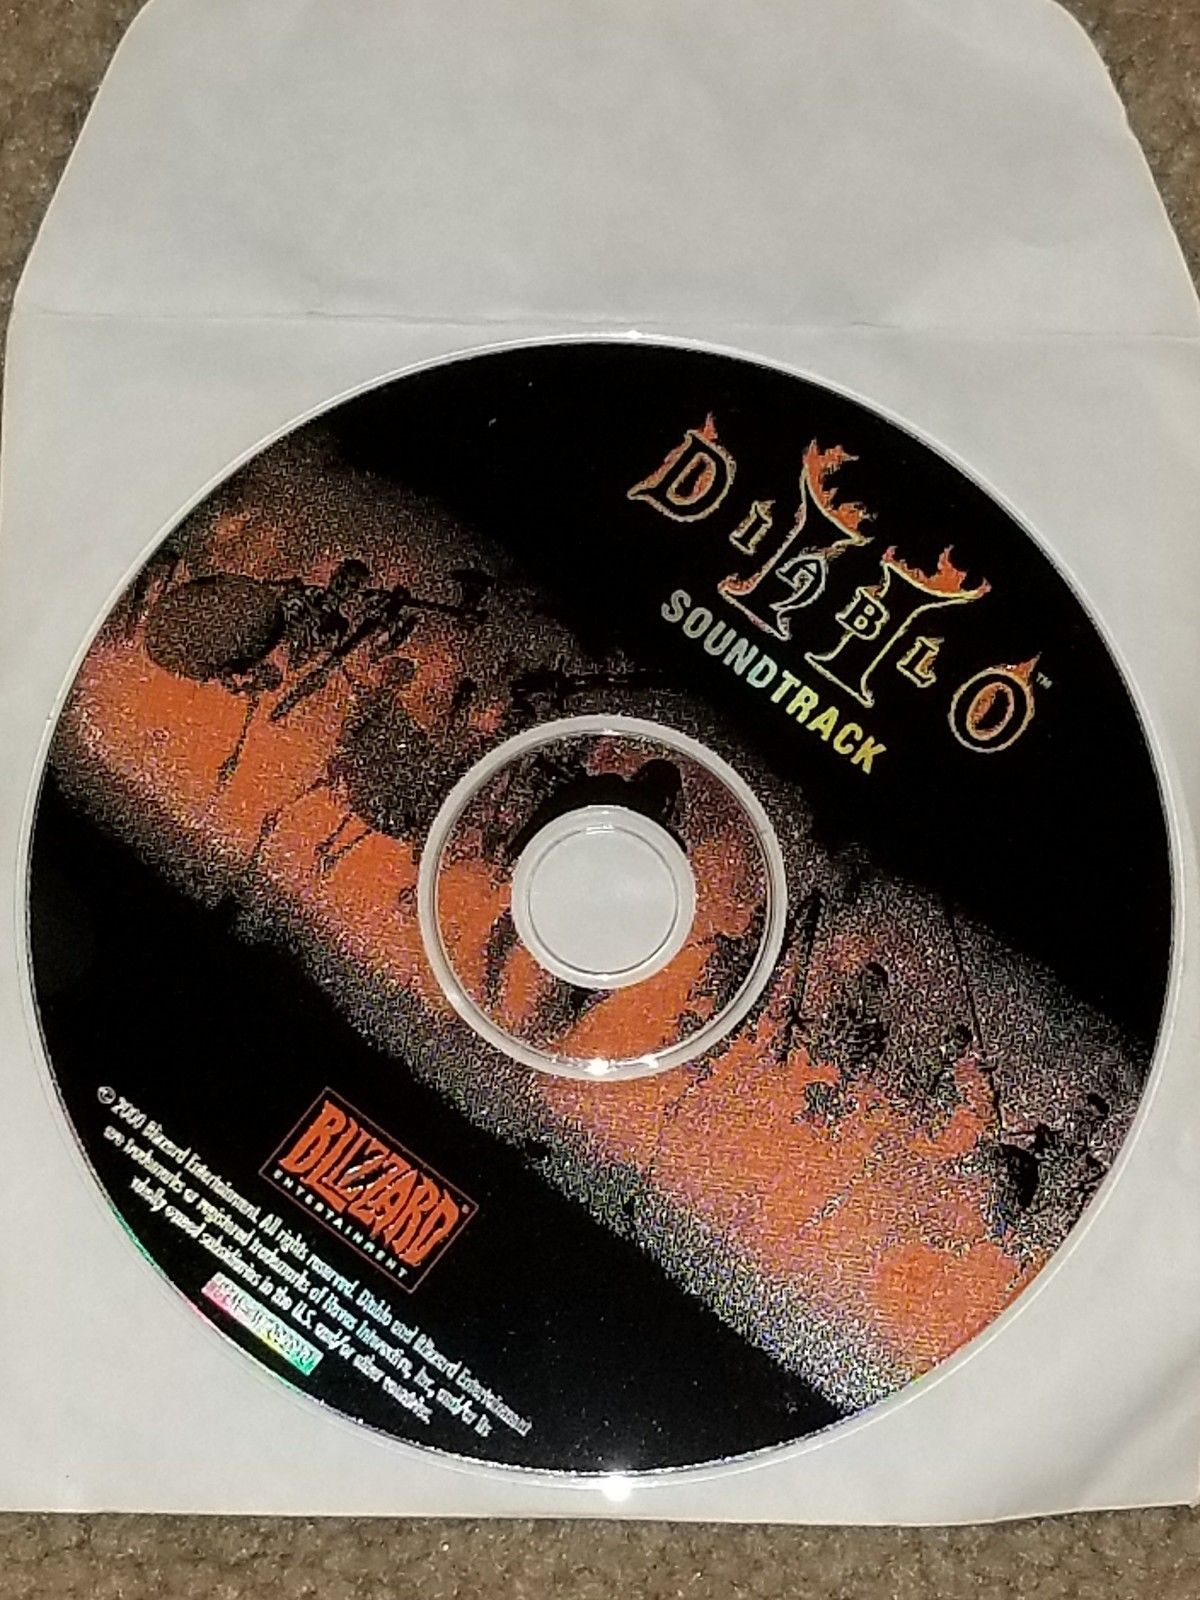 DIABLO II™
SOUNDTRACK
BLIZZARD®
ENTERTAINMENT
© 2000 Blizzard Entertainment. All rights reserved. Diablo and Blizzard Entertainment
are trademarks or registered trademarks of Havas Interactive, Inc. and/or its
wholly owned subsidiaries in the U.S. and/or other countries.